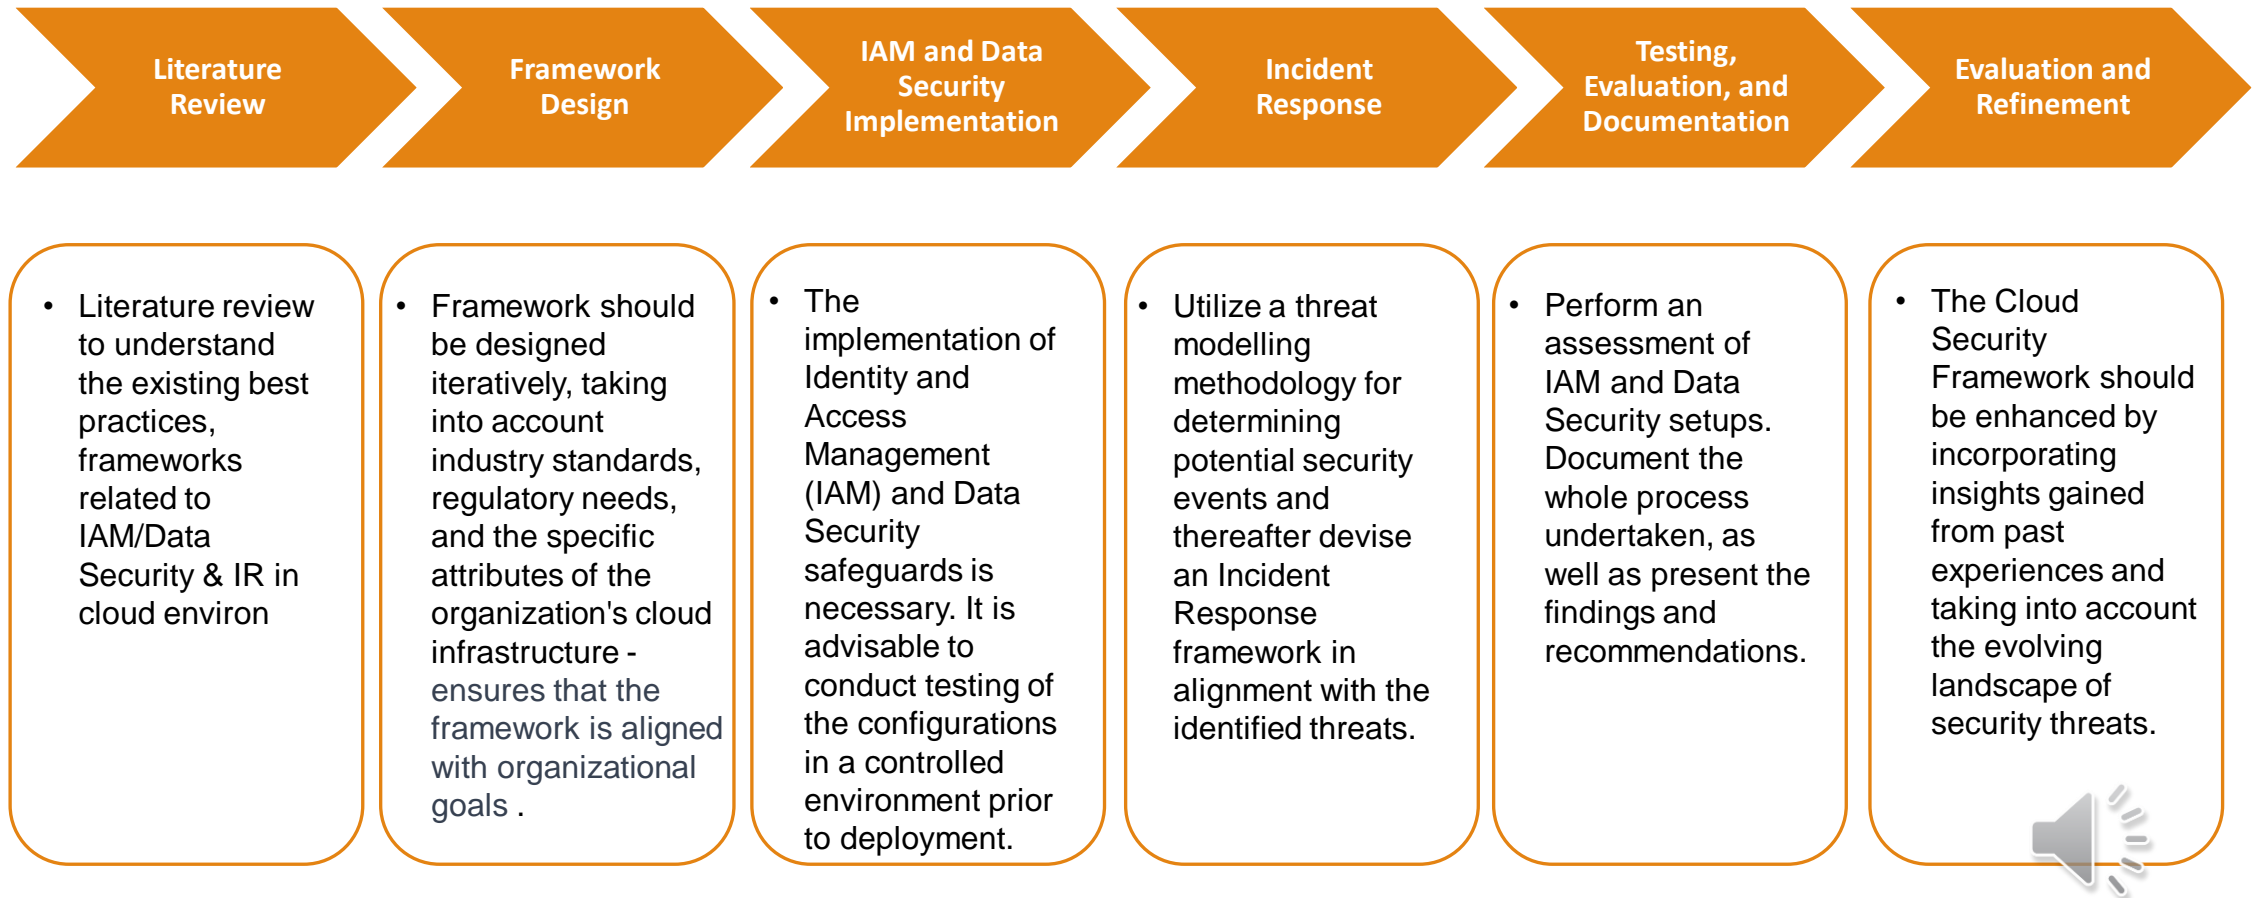 Literature
Review
Framework
Design
IAM and Data
Security
Implementation
Incident
Response
Testing,
Evaluation, and
Documentation
Evaluation and
Refinement
• Literature review
to understand
the existing best
practices,
frameworks
related to
IAM/Data
Security & IR in
cloud environ
• Framework should
be designed
iteratively, taking
into account
industry standards,
regulatory needs,
and the specific
attributes of the
organization's cloud
infrastructure -
ensures that the
framework is aligned
with organizational
goals .
• The
implementation of
Identity and
Access
Management
(IAM) and Data
Security
safeguards is
necessary. It is
advisable to
conduct testing of
the configurations
in a controlled
environment prior
to deployment.
• Utilize a threat
modelling
methodology for
determining
potential security
events and
thereafter devise
an Incident
Response
framework in
alignment with the
identified threats.
• Perform an
assessment of
IAM and Data
Security setups.
Document the
whole process
undertaken, as
well as present the
findings and
recommendations.
• The Cloud
Security
Framework should
be enhanced by
incorporating
insights gained
from past
experiences and
taking into account
the evolving
landscape of
security threats.